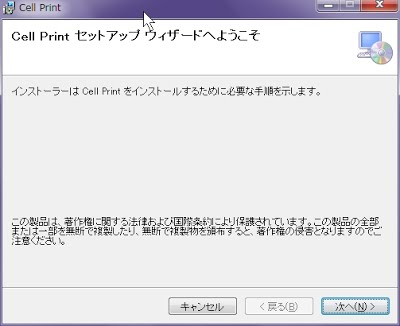 Cell Print
Cell Print セットアップ ウィザードへようこそ
インストーラーは Cell Print をインストールするために必要な手順を示します。
この製品は、著作権に関する法律および国際条約により保護されています。この製品の全部
または一部を無断で複製したり、無断で複製物を頒布すると、著作権の侵害となりますのでご
注意ください。
キャンセル
< 戻る(B)
次へ(N) >